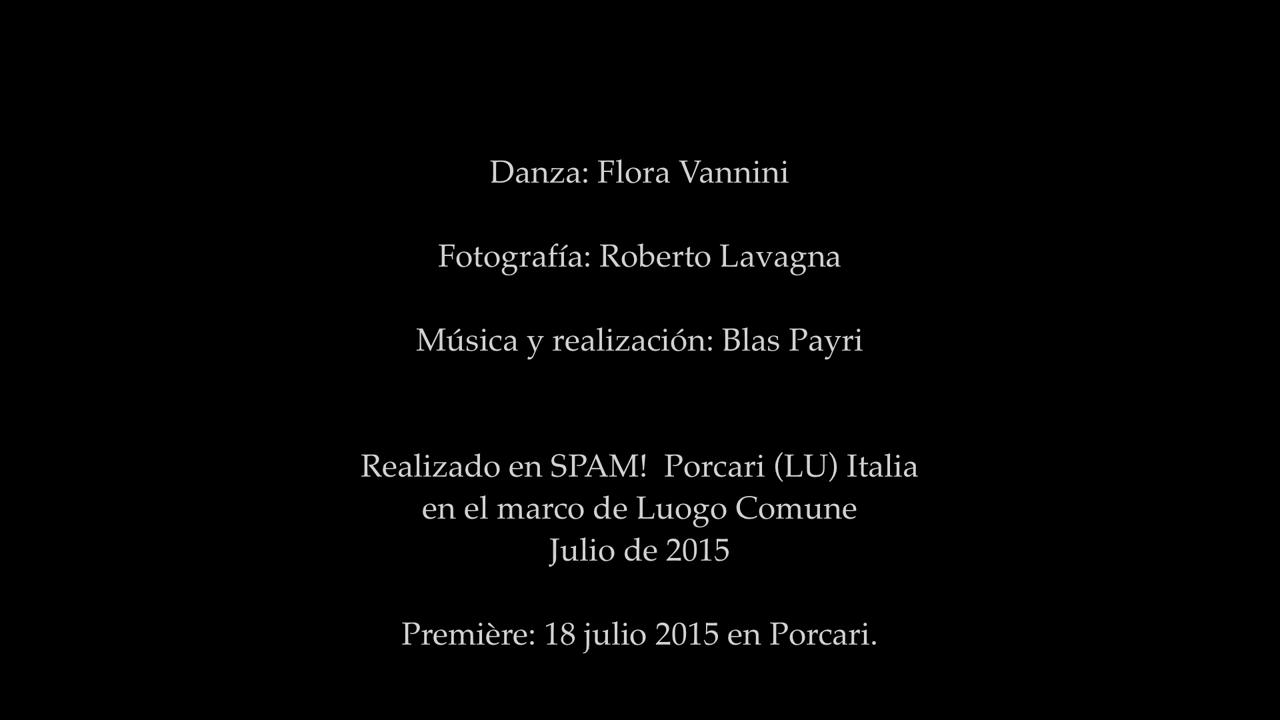 Danza: Flora Vannini
Fotografía: Roberto Lavagna
Música y realización: Blas Payri
Realizado en SPAM!  Porcari (LU) Italia
en el marco de Luogo Comune
Julio de 2015
Première: 18 julio 2015 en Porcari.